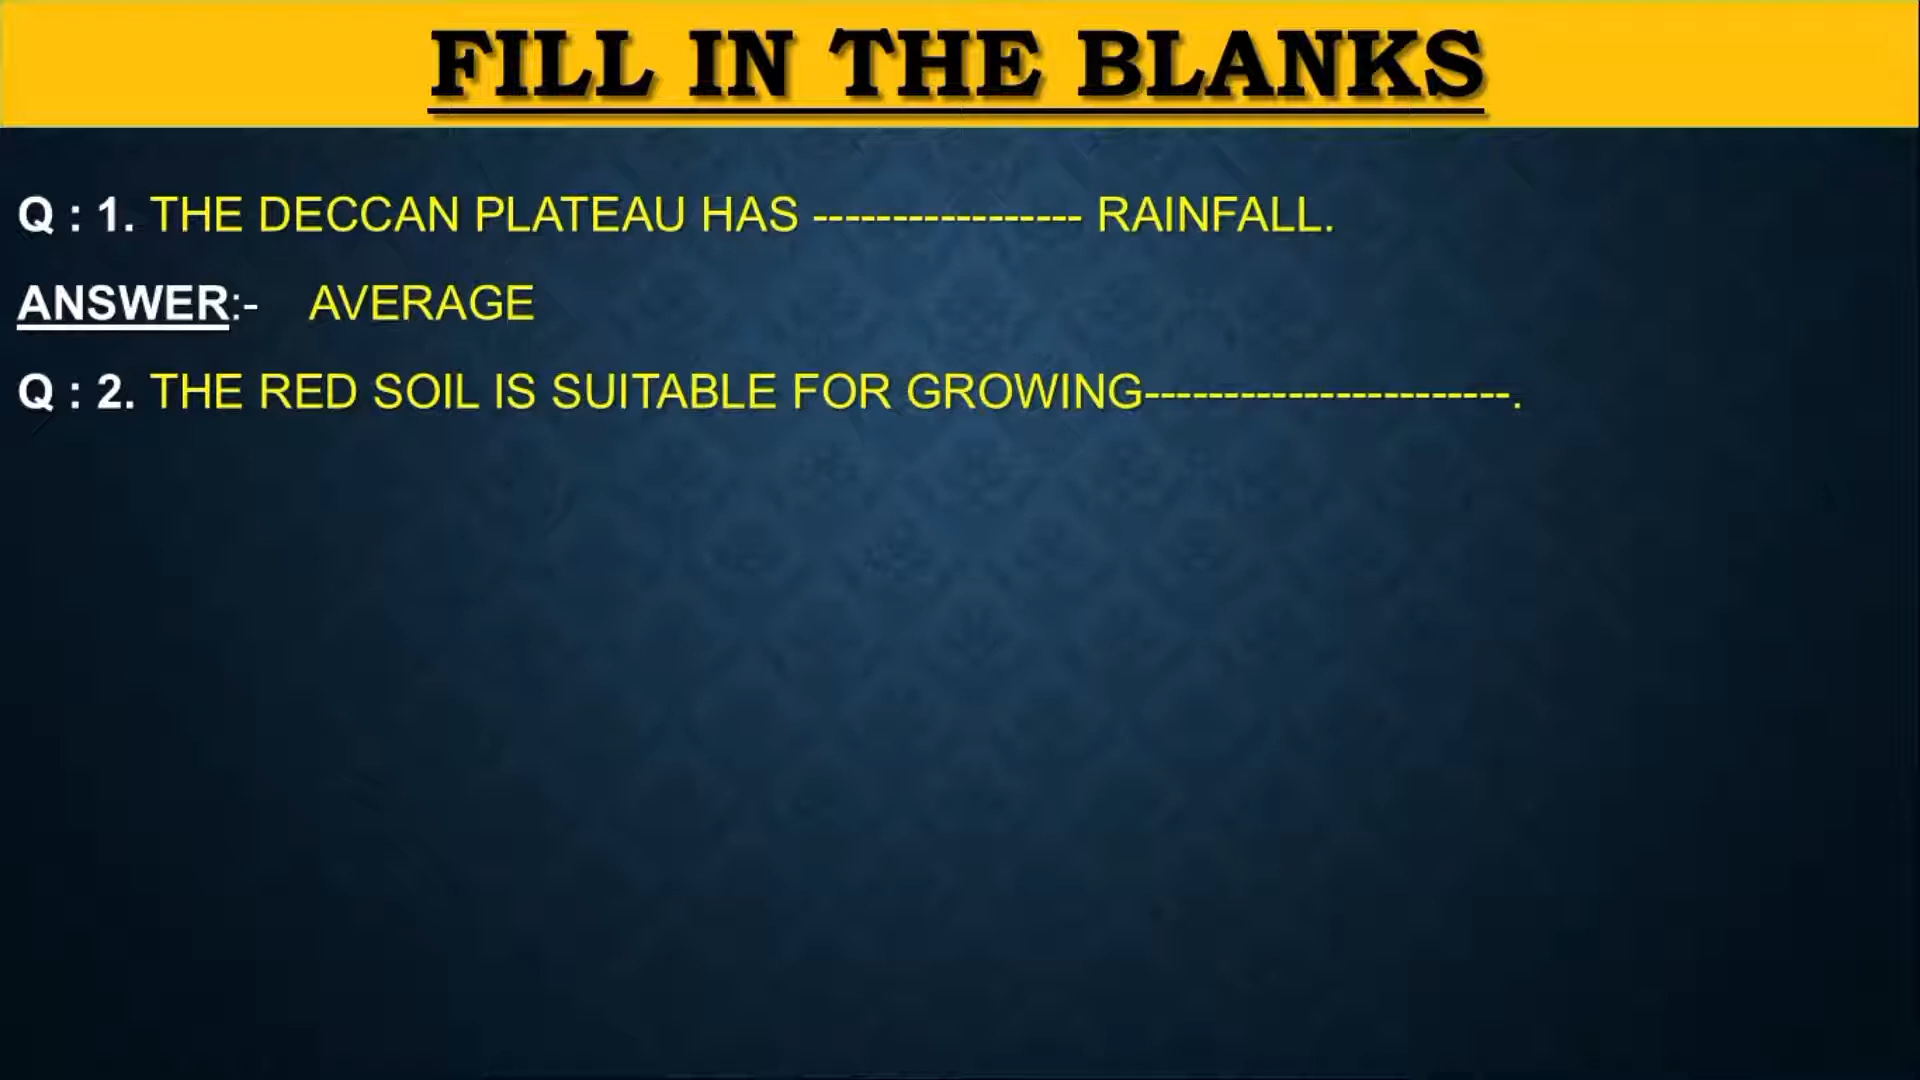 FILL IN THE BLANKS
Q : 1. THE DECCAN PLATEAU HAS ----------------- RAINFALL.
ANSWER:- AVERAGE
Q : 2. THE RED SOIL IS SUITABLE FOR GROWING-----------------------.